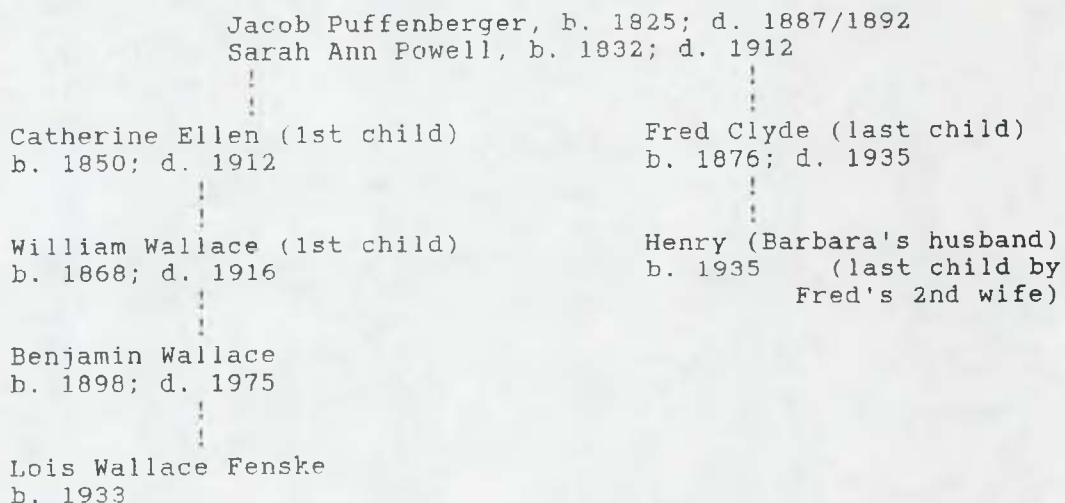 Jacob Puffenberger, b. 1825; d. 1887/1892
Sarah Ann Powell, b. 1832; d. 1912
Catherine Ellen (1st child)
b. 1850; d. 1912
Fred Clyde (last child)
b. 1876; d. 1935
William Wallace (1st child)
b. 1868; d. 1916
Henry (Barbara's husband)
b. 1935 (last child by
Fred's 2nd wife)
Benjamin Wallace
b. 1898; d. 1975
Lois Wallace Fenske
b. 1933